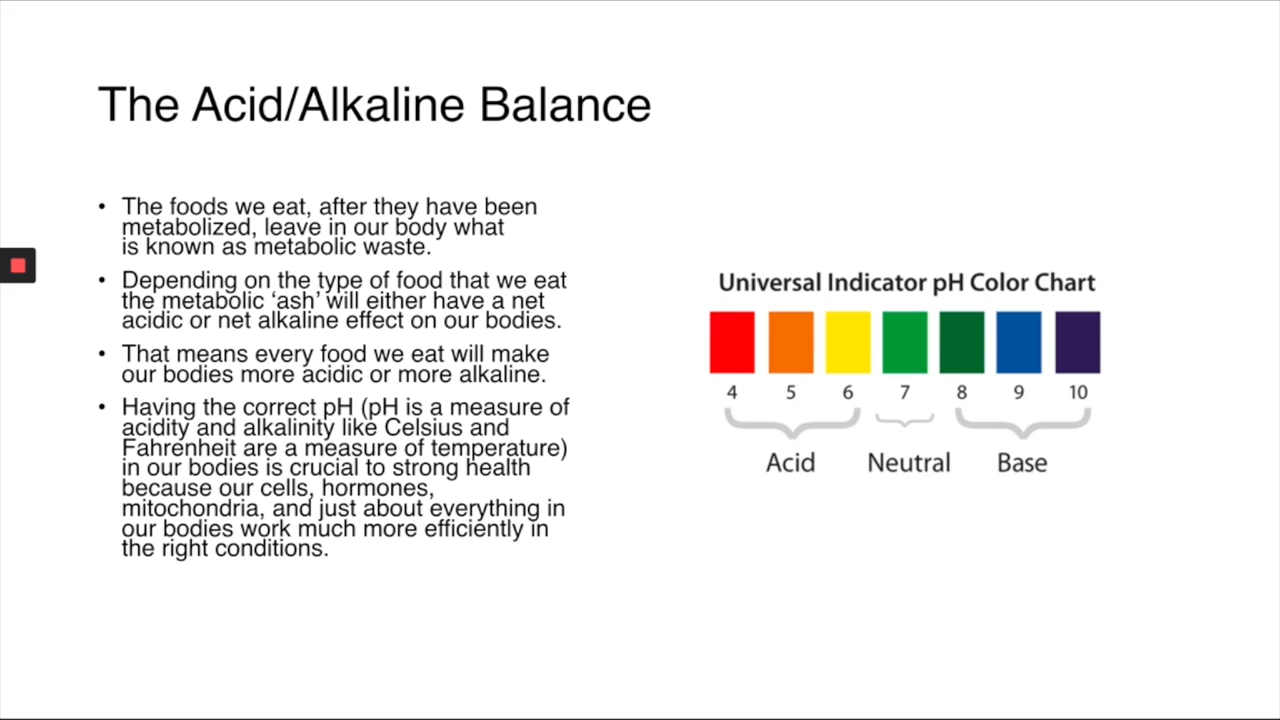 The Acid/Alkaline Balance
• The foods we eat, after they have been
metabolized, leave in our body what
is known as metabolic waste.
• Depending on the type of food that we eat
the metabolic ‘ash’ will either have a net
acidic or net alkaline effect on our bodies.
• That means every food we eat will make
our bodies more acidic or more alkaline.
• Having the correct pH (pH is a measure of
acidity and alkalinity like Celsius and
Fahrenheit are a measure of temperature)
in our bodies is crucial to strong health
because our cells, hormones,
mitochondria, and just about everything in
our bodies work much more efficiently in
the right conditions.
Universal Indicator pH Color Chart
4 5 6 7 8 9 10
Acid Neutral Base